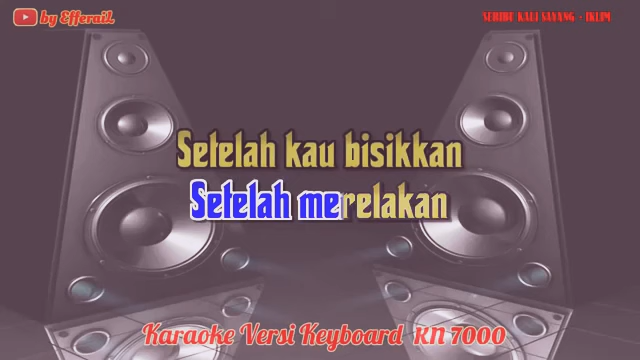 by Efferail
SERIBU KALI SAYANG - IKLIM
Setelah kau bisikkan
Setelah merelakan
Karaoke Versi Keyboard KN 7000